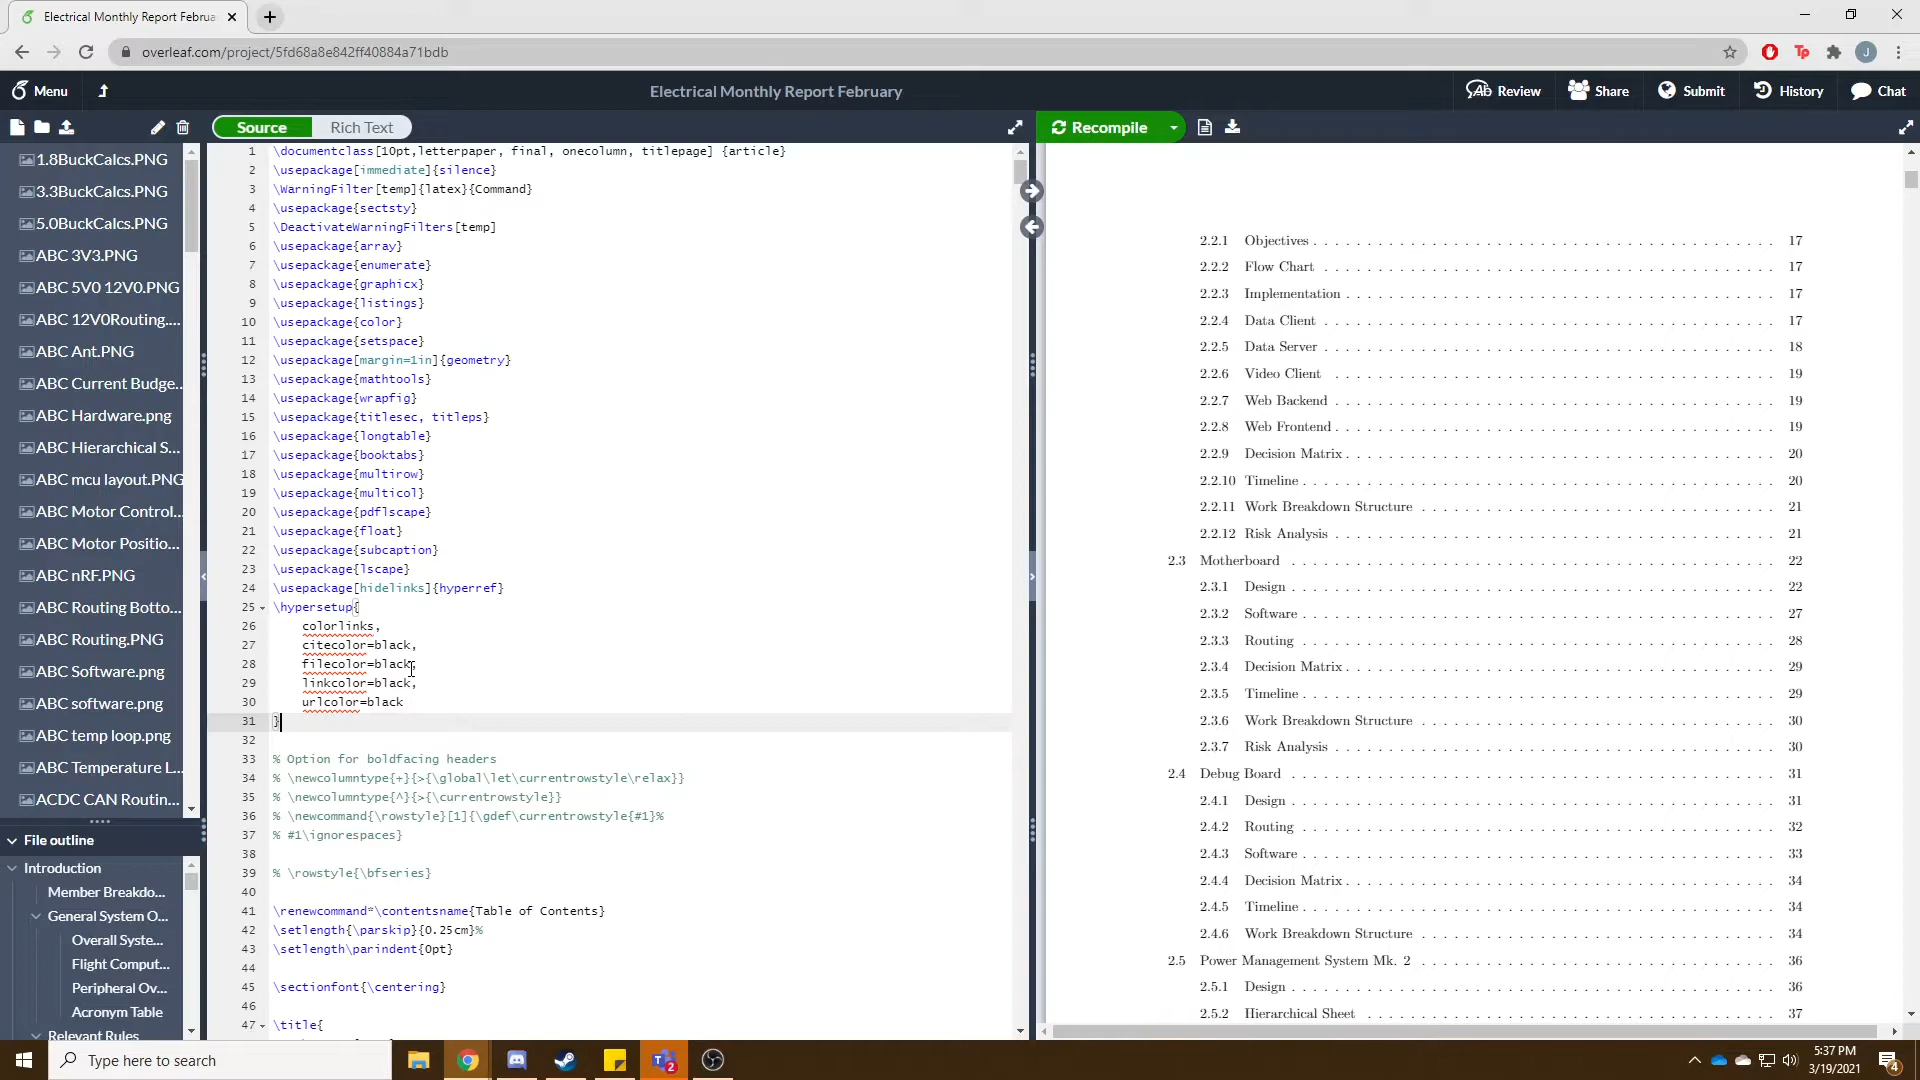 Electrical Monthly Report Februa
overleaf.com/project/5fd68a8e842ff40884a71bdb
J
Menu
Electrical Monthly Report February
Review
Share
Submit
History
Chat
Source
Rich Text
Recompile
1.8BuckCalcs.PNG
3.3BuckCalcs.PNG
5.0BuckCalcs.PNG
ABC 3V3.PNG
ABC 5V0 12V0.PNG
ABC 12V0Routing....
ABC Ant.PNG
ABC Current Budge...
ABC Hardware.png
ABC Hierarchical S...
ABC mcu layout.PNG
ABC Motor Control...
ABC Motor Positio...
ABC nRF.PNG
ABC Routing Botto...
ABC Routing.PNG
ABC Software.png
ABC software.png
ABC temp loop.png
ABC Temperature L...
ACDC CAN Routin...
File outline
Introduction
Member Breakdo...
General System O...
Overall Syste...
Flight Comput...
Peripheral Ov...
Acronym Table
Relevant Rules
1 \documentclass[10pt,letterpaper, final, onecolumn, titlepage] {article}
2 \usepackage[immediate]{silence}
3 \WarningFilter[temp]{latex}{Command}
4 \usepackage{sectsty}
5 \DeactivateWarningFilters[temp]
6 \usepackage{array}
7 \usepackage{enumerate}
8 \usepackage{graphicx}
9 \usepackage{listings}
10 \usepackage{color}
11 \usepackage{setspace}
12 \usepackage[margin=1in]{geometry}
13 \usepackage{mathtools}
14 \usepackage{wrapfig}
15 \usepackage{titlesec, titleps}
16 \usepackage{longtable}
17 \usepackage{booktabs}
18 \usepackage{multirow}
19 \usepackage{multicol}
20 \usepackage{pdflscape}
21 \usepackage{float}
22 \usepackage{subcaption}
23 \usepackage{lscape}
24 \usepackage[hidelinks]{hyperref}
25 \hypersetup{
26 colorlinks,
27 citecolor=black,
28 filecolor=black,
29 linkcolor=black,
30 urlcolor=black
31 }
32
33 % Option for boldfacing headers
34 % \newcolumntype{+}{>{\global\let\currentrowstyle\relax}}
35 % \newcolumntype{^}{>{\currentrowstyle}}
36 % \newcommand{\rowstyle}[1]{\gdef\currentrowstyle{#1}%
37 % #1\ignorespaces}
38
39 % \rowstyle{\bfseries}
40
41 \renewcommand*\contentsname{Table of Contents}
42 \setlength{\parskip}{0.25cm}%
43 \setlength\parindent{0pt}
44
45 \sectionfont{\centering}
46
47 \title{
2.2.1 Objectives 17
2.2.2 Flow Chart 17
2.2.3 Implementation 17
2.2.4 Data Client 17
2.2.5 Data Server 18
2.2.6 Video Client 19
2.2.7 Web Backend 19
2.2.8 Web Frontend 19
2.2.9 Decision Matrix 20
2.2.10 Timeline 20
2.2.11 Work Breakdown Structure 21
2.2.12 Risk Analysis 21
2.3 Motherboard 22
2.3.1 Design 22
2.3.2 Software 27
2.3.3 Routing 28
2.3.4 Decision Matrix 29
2.3.5 Timeline 29
2.3.6 Work Breakdown Structure 30
2.3.7 Risk Analysis 30
2.4 Debug Board 31
2.4.1 Design 31
2.4.2 Routing 32
2.4.3 Software 33
2.4.4 Decision Matrix 34
2.4.5 Timeline 34
2.4.6 Work Breakdown Structure 34
2.5 Power Management System Mk. 2 36
2.5.1 Design 36
2.5.2 Hierarchical Sheet 37
Type here to search
2
5:37 PM
3/19/2021
4